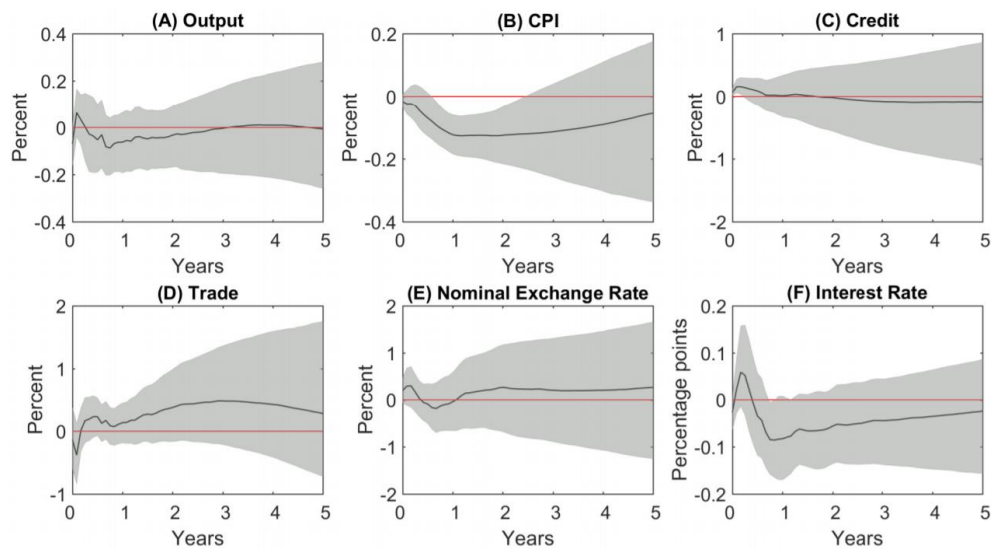 (A) Output
0.4
0.2
0
-0.2
0.4
Percent
0 1 2 3 4 5
Years
(B) CPI
0.2
0
-0.2
-0.4
Percent
0 1 2 3 4 5
Years
(C) Credit
1
0
-1
-2
Percent
0 1 2 3 4 5
Years
(D) Trade
2
1
0
-1
Percent
0 1 2 3 4 5
Years
(E) Nominal Exchange Rate
2
1
0
-1
2
Percent
0 1 2 3 4 5
Years
(F) Interest Rate
0.2
0.1
0
-0.1
-0.2
Percentage points
0 1 2 3 4 5
Years